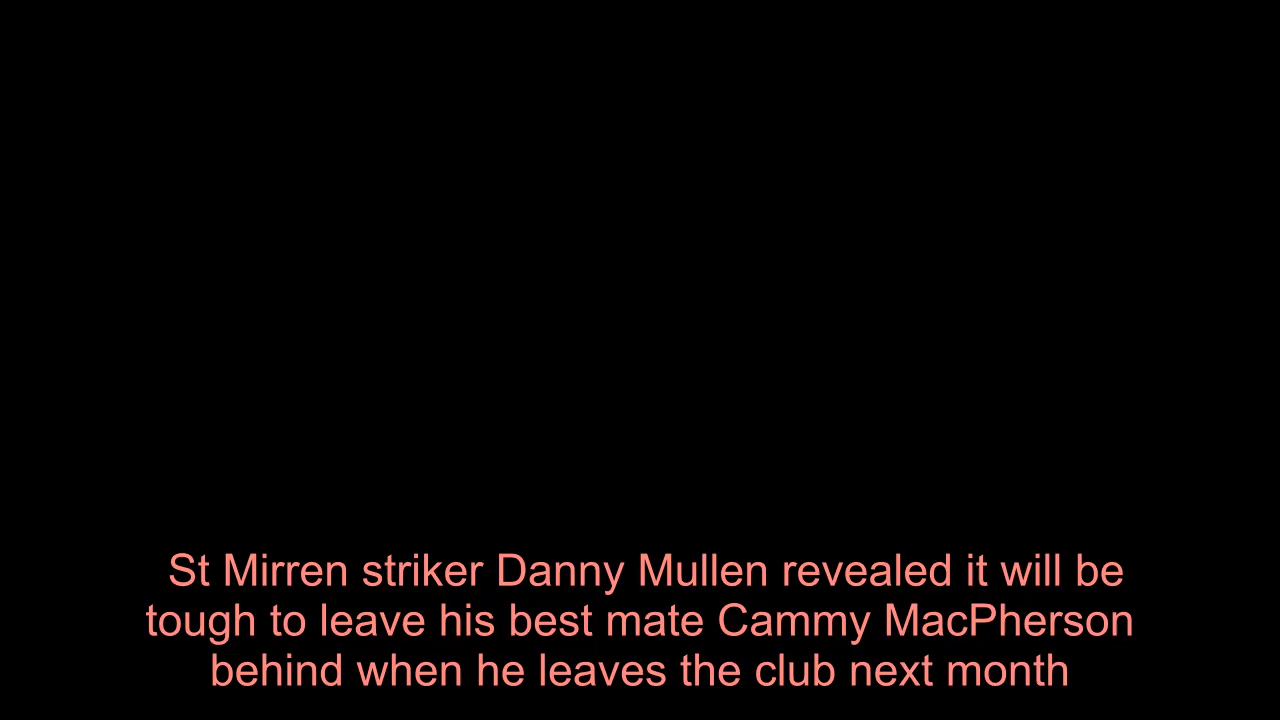 St Mirren striker Danny Mullen revealed it will be
tough to leave his best mate Cammy MacPherson
behind when he leaves the club next month